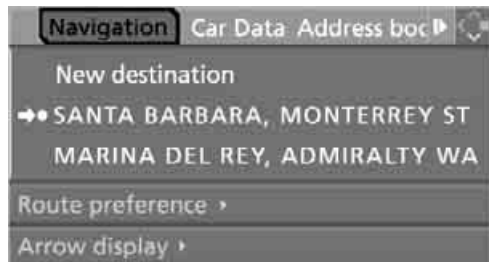 Navigation Car Data Address boc
New destination
SANTA BARBARA, MONTERREY ST
MARINA DEL REY, ADMIRALTY WA
Route preference
Arrow display